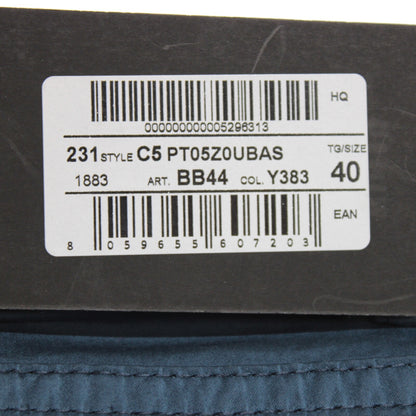 HQ
000000000005296313
231 STYLE C5 PT05Z0UBAS TG/SIZE
1883 ART. BB44 COL. Y383 40
EAN
8 059655 607203